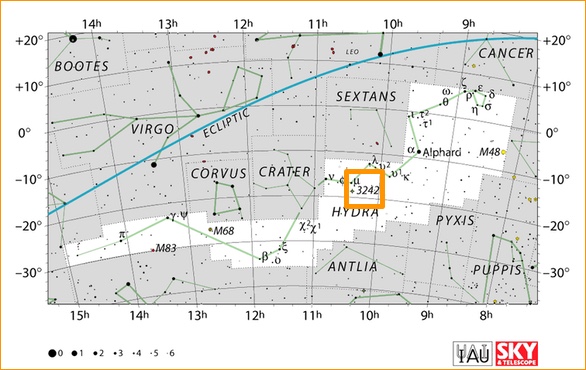 14h 13h 12h 11h 10h 9h
+20° +20°
LEO
CANCER
BOOTES
+10° +10°
SEXTANS
ζ ε
ω ρ δ
θ η σ
ι τ² τ¹
VIRGO
ECLIPTIC
0° 0°
α Alphard
M48
CORVUS
CRATER
λ υ² υ¹ κ
ν φ μ
3242
–10° –10°
HYDRA
γ ψ
χ² χ¹
PYXIS
–20° –20°
π M68
M83
ξ
β ο
ANTLIA
PUPPIS
–30° –30°
15h 14h 13h 12h 11h 10h 9h 8h
0 1 2 3 4 5 6
IAU
SKY
& TELESCOPE